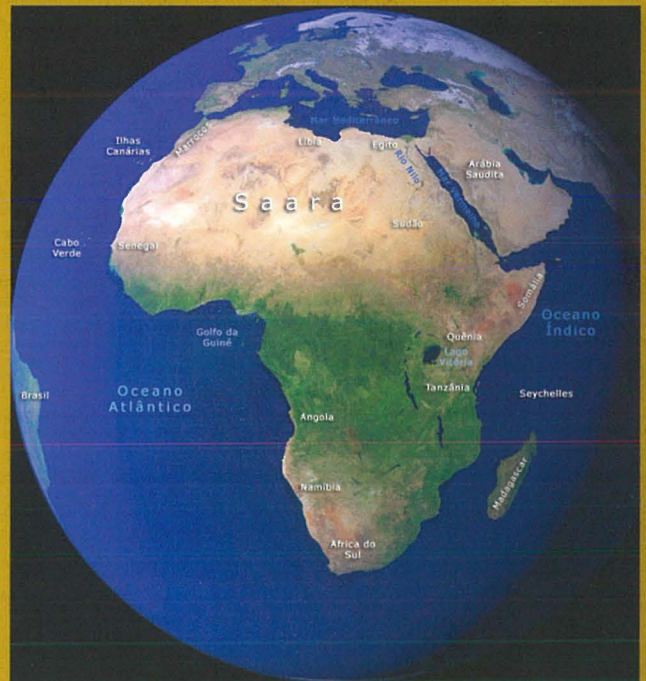 Mar Mediterrâneo
Ilhas
Canárias
Marrocos
Líbia
Egito
Rio Nilo
Arábia
Saudita
Mar Vermelho
Saara
Sudão
Cabo
Verde
Senegal
Somália
Oceano
Índico
Golfo da
Guiné
Quênia
Lago
Vitória
Brasil
Oceano
Atlântico
Tanzânia
Seychelles
Angola
Madagascar
Namíbia
África do
Sul